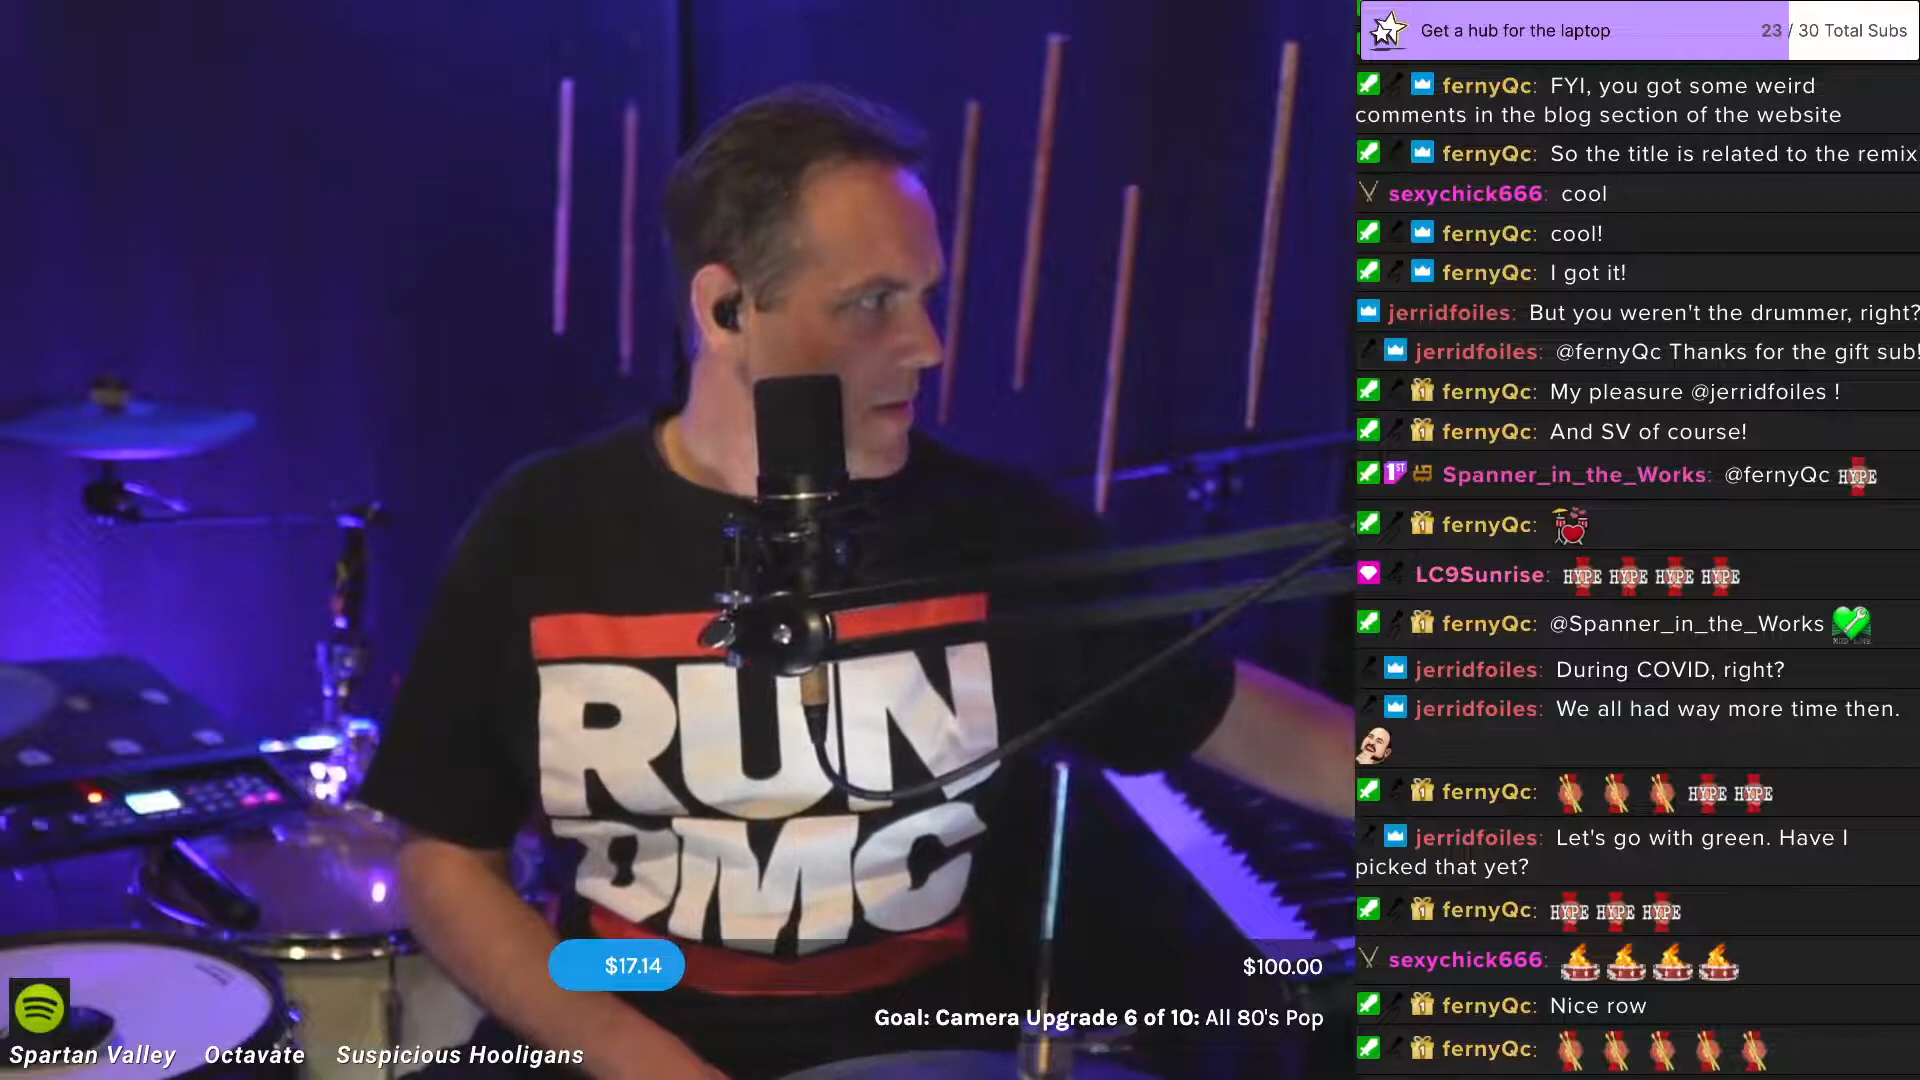 Get a hub for the laptop 23 / 30 Total Subs
fernyQc: FYI, you got some weird
comments in the blog section of the website
fernyQc: So the title is related to the remix
sexychick666: cool
fernyQc: cool!
fernyQc: I got it!
jerridfoiles: But you weren't the drummer, right?
jerridfoiles: @fernyQc Thanks for the gift sub!
fernyQc: My pleasure @jerridfoiles !
fernyQc: And SV of course!
Spanner_in_the_Works: @fernyQc HYPE
fernyQc:
LC9Sunrise: HYPE HYPE HYPE HYPE
fernyQc: @Spanner_in_the_Works
jerridfoiles: During COVID, right?
jerridfoiles: We all had way more time then.
fernyQc: HYPE HYPE
jerridfoiles: Let's go with green. Have I
picked that yet?
fernyQc: HYPE HYPE HYPE
sexychick666:
fernyQc: Nice row
fernyQc:
RUN
DMC
$17.14 $100.00
Goal: Camera Upgrade 6 of 10: All 80's Pop
Spartan Valley Octavate Suspicious Hooligans